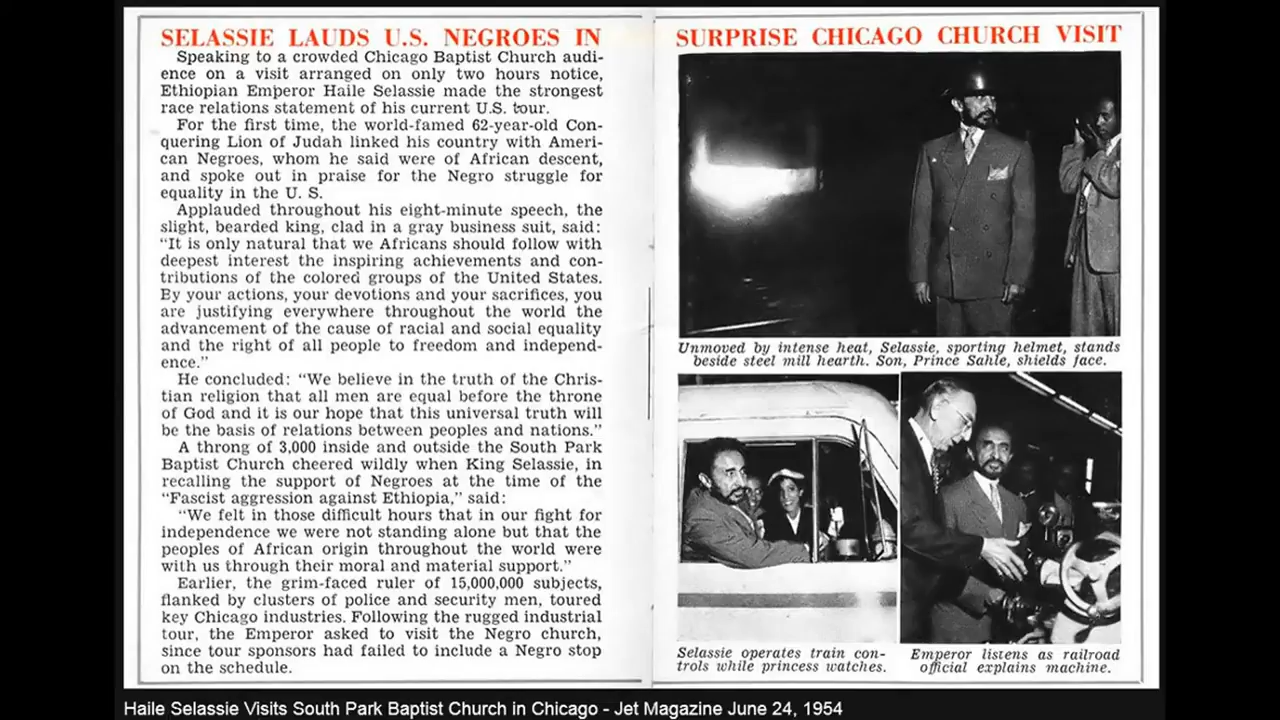 SELASSIE LAUDS U.S. NEGROES IN
Speaking to a crowded Chicago Baptist Church audi-
ence on a visit arranged on only two hours notice,
Ethiopian Emperor Haile Selassie made the strongest
race relations statement of his current U.S. tour.
For the first time, the world-famed 62-year-old Con-
quering Lion of Judah linked his country with Ameri-
can Negroes, whom he said were of African descent,
and spoke out in praise for the Negro struggle for
equality in the U. S.
Applauded throughout his eight-minute speech, the
slight, bearded king, clad in a gray business suit, said:
“It is only natural that we Africans should follow with
deepest interest the inspiring achievements and con-
tributions of the colored groups of the United States.
By your actions, your devotions and your sacrifices, you
are justifying everywhere throughout the world the
advancement of the cause of racial and social equality
and the right of all people to freedom and independ-
ence.”
He concluded: “We believe in the truth of the Chris-
tian religion that all men are equal before the throne
of God and it is our hope that this universal truth will
be the basis of relations between peoples and nations.”
A throng of 3,000 inside and outside the South Park
Baptist Church cheered wildly when King Selassie, in
recalling the support of Negroes at the time of the
“Fascist aggression against Ethiopia,” said:
“We felt in those difficult hours that in our fight for
independence we were not standing alone but that the
peoples of African origin throughout the world were
with us through their moral and material support.”
Earlier, the grim-faced ruler of 15,000,000 subjects,
flanked by clusters of police and security men, toured
key Chicago industries. Following the rugged industrial
tour, the Emperor asked to visit the Negro church,
since tour sponsors had failed to include a Negro stop
on the schedule.
SURPRISE CHICAGO CHURCH VISIT
Unmoved by intense heat, Selassie, sporting helmet, stands
beside steel mill hearth. Son, Prince Sahle, shields face.
Selassie operates train con-
trols while princess watches.
Emperor listens as railroad
official explains machine.
Haile Selassie Visits South Park Baptist Church in Chicago - Jet Magazine June 24, 1954